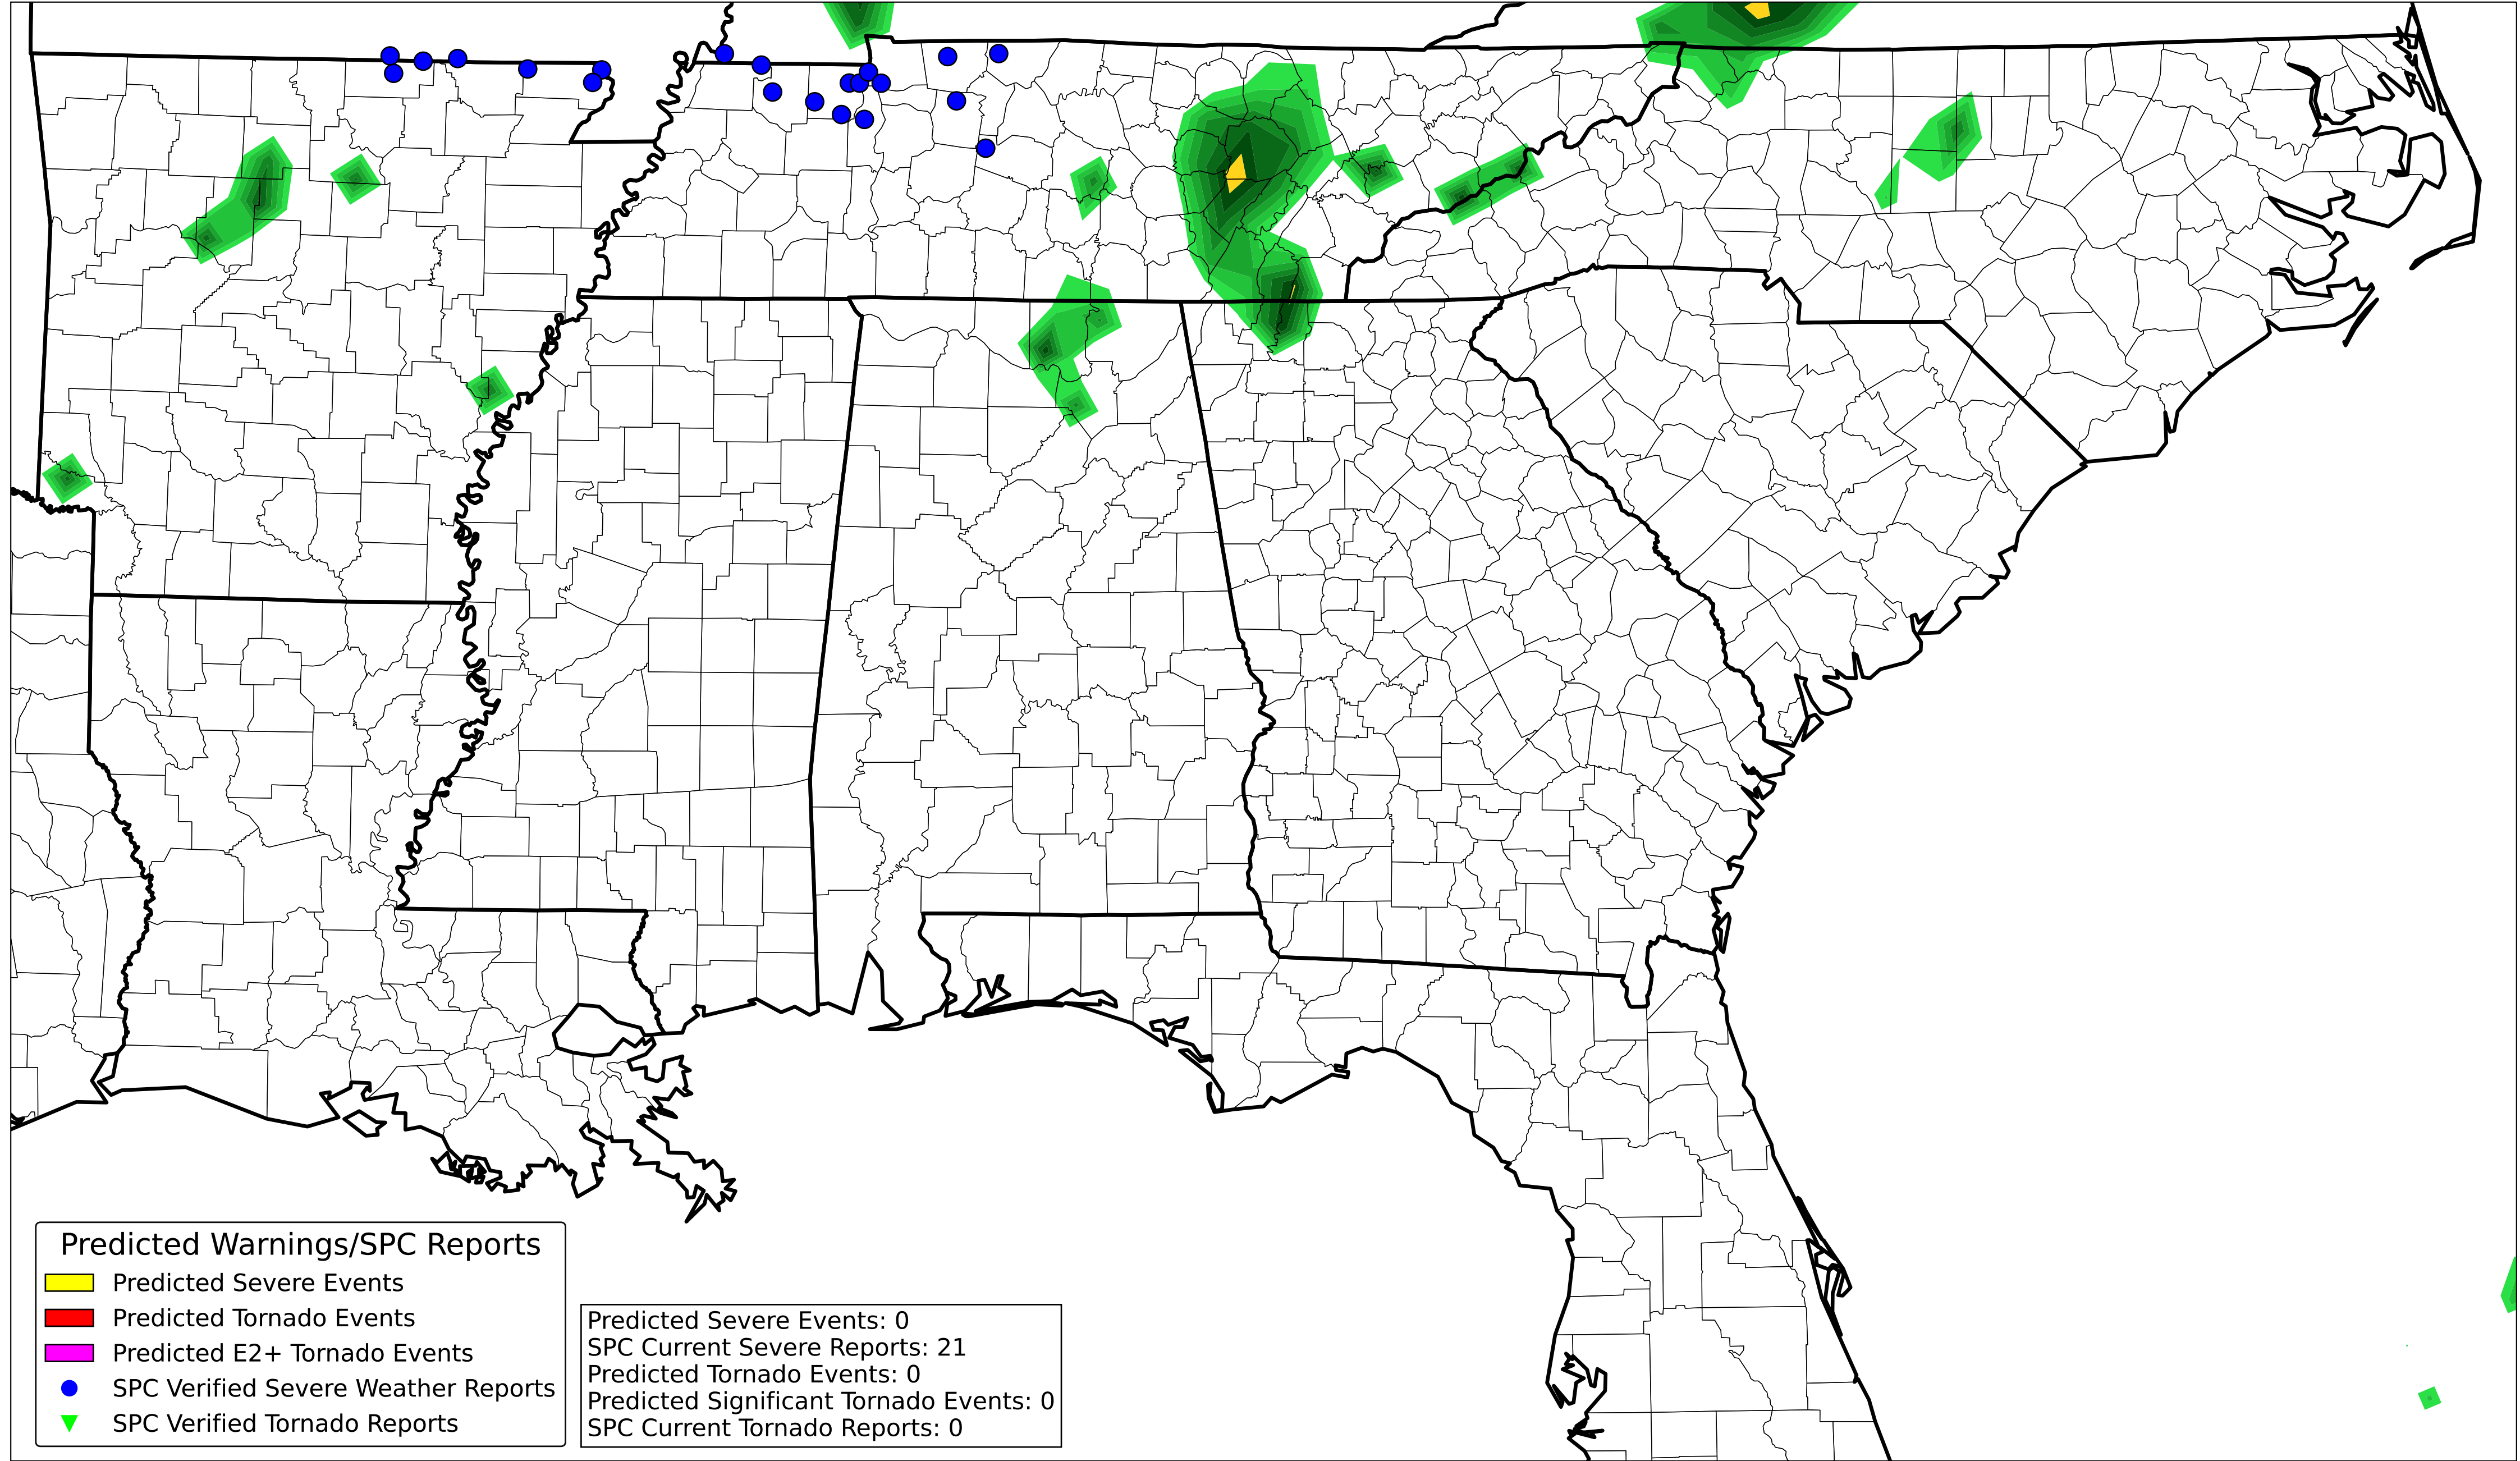 Predicted Warnings/SPC Reports
Predicted Severe Events
Predicted Tornado Events
Predicted E2+ Tornado Events
SPC Verified Severe Weather Reports
SPC Verified Tornado Reports
Predicted Severe Events: 0
SPC Current Severe Reports: 21
Predicted Tornado Events: 0
Predicted Significant Tornado Events: 0
SPC Current Tornado Reports: 0